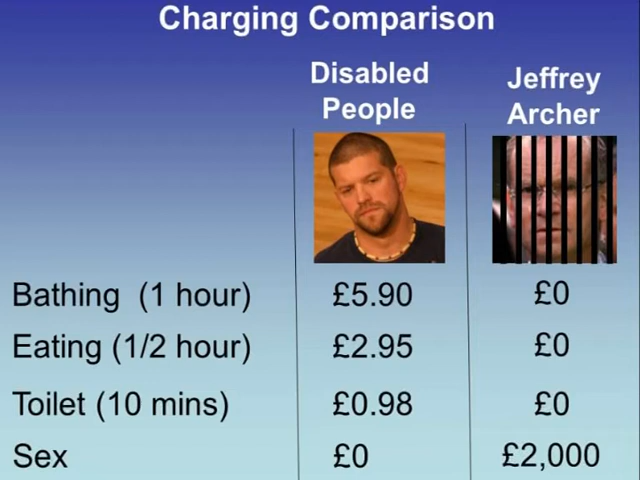 Charging Comparison
Disabled People
Jeffrey Archer
Bathing (1 hour) £5.90 £0
Eating (1/2 hour) £2.95 £0
Toilet (10 mins) £0.98 £0
Sex £0 £2,000